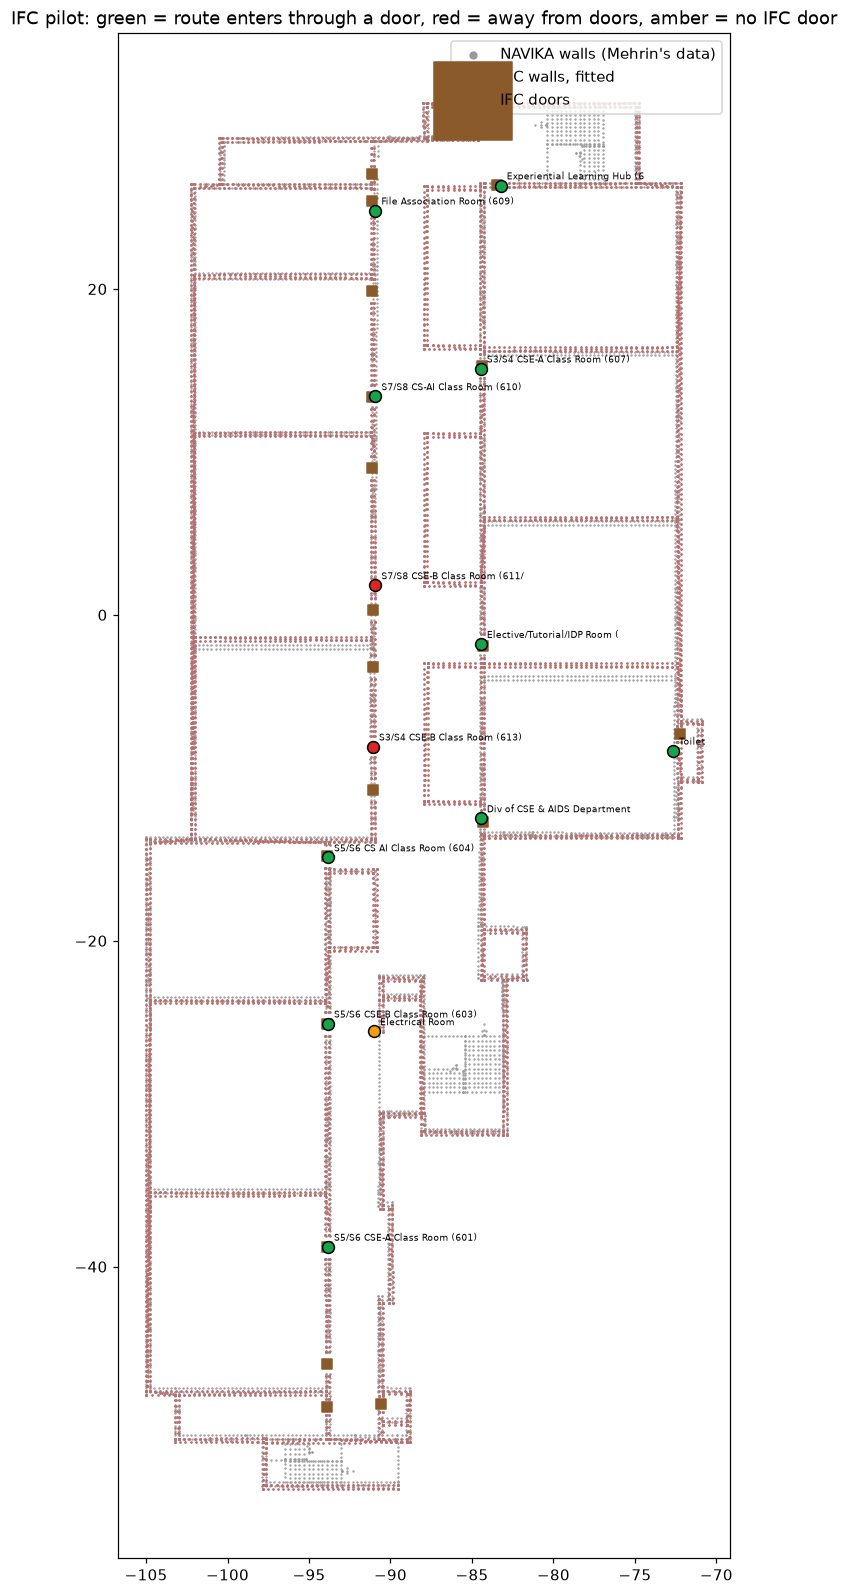 IFC pilot: green = route enters through a door, red = away from doors, amber = no IFC door
NAVIKA walls (Mehrin's data)
C walls, fitted
IFC doors
Experiential Learning Hub (6
File Association Room (609)
20
S3/S4 CSE-A Class Room (607)
S7/S8 CS-AI Class Room (610)
S7/S8 CSE-B Class Room (611/
0
Elective/Tutorial/IDP Room (
S3/S4 CSE-B Class Room (613)
Toilet
Div of CSE & AIDS Department
S5/S6 CS AI Class Room (604)
−20
S5/S6 CSE-B Class Room (603)
Electrical Room
S5/S6 CSE-A Class Room (601)
−40
−105 −100 −95 −90 −85 −80 −75 −70